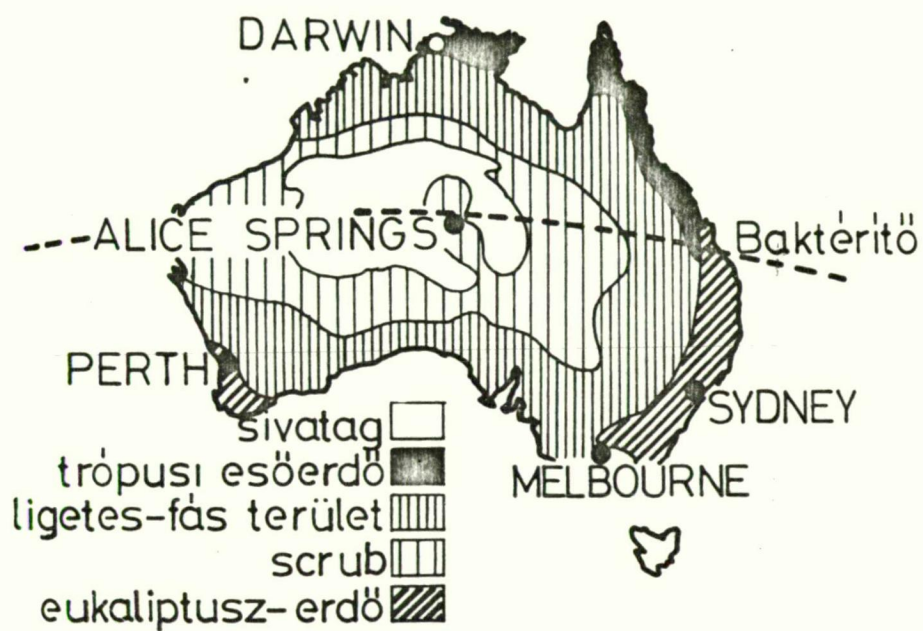 DARWIN
ALICE SPRINGS
Baktérítő
PERTH
SYDNEY
MELBOURNE
sivatag
trópusi esőerdő
ligetes-fás terület
scrub
eukaliptusz-erdő